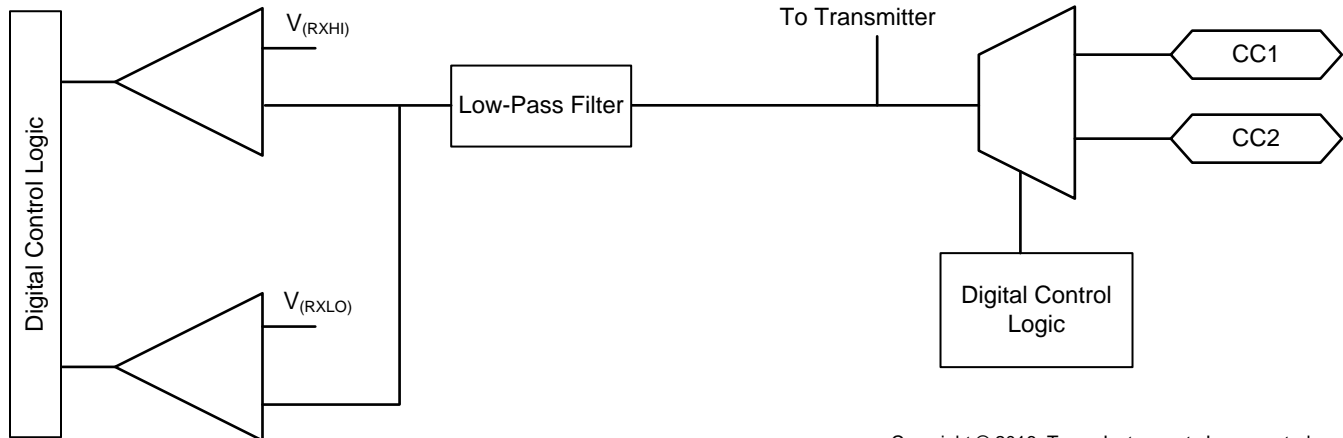 Digital Control Logic
V(RXHI)
V(RXLO)
Low-Pass Filter
To Transmitter
CC1
CC2
Digital Control
Logic